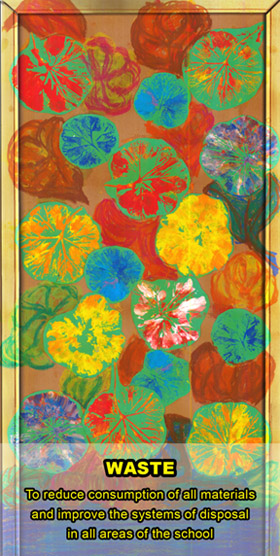 WASTE
To reduce consumption of all materials
and improve the systems of disposal
in all areas of the school